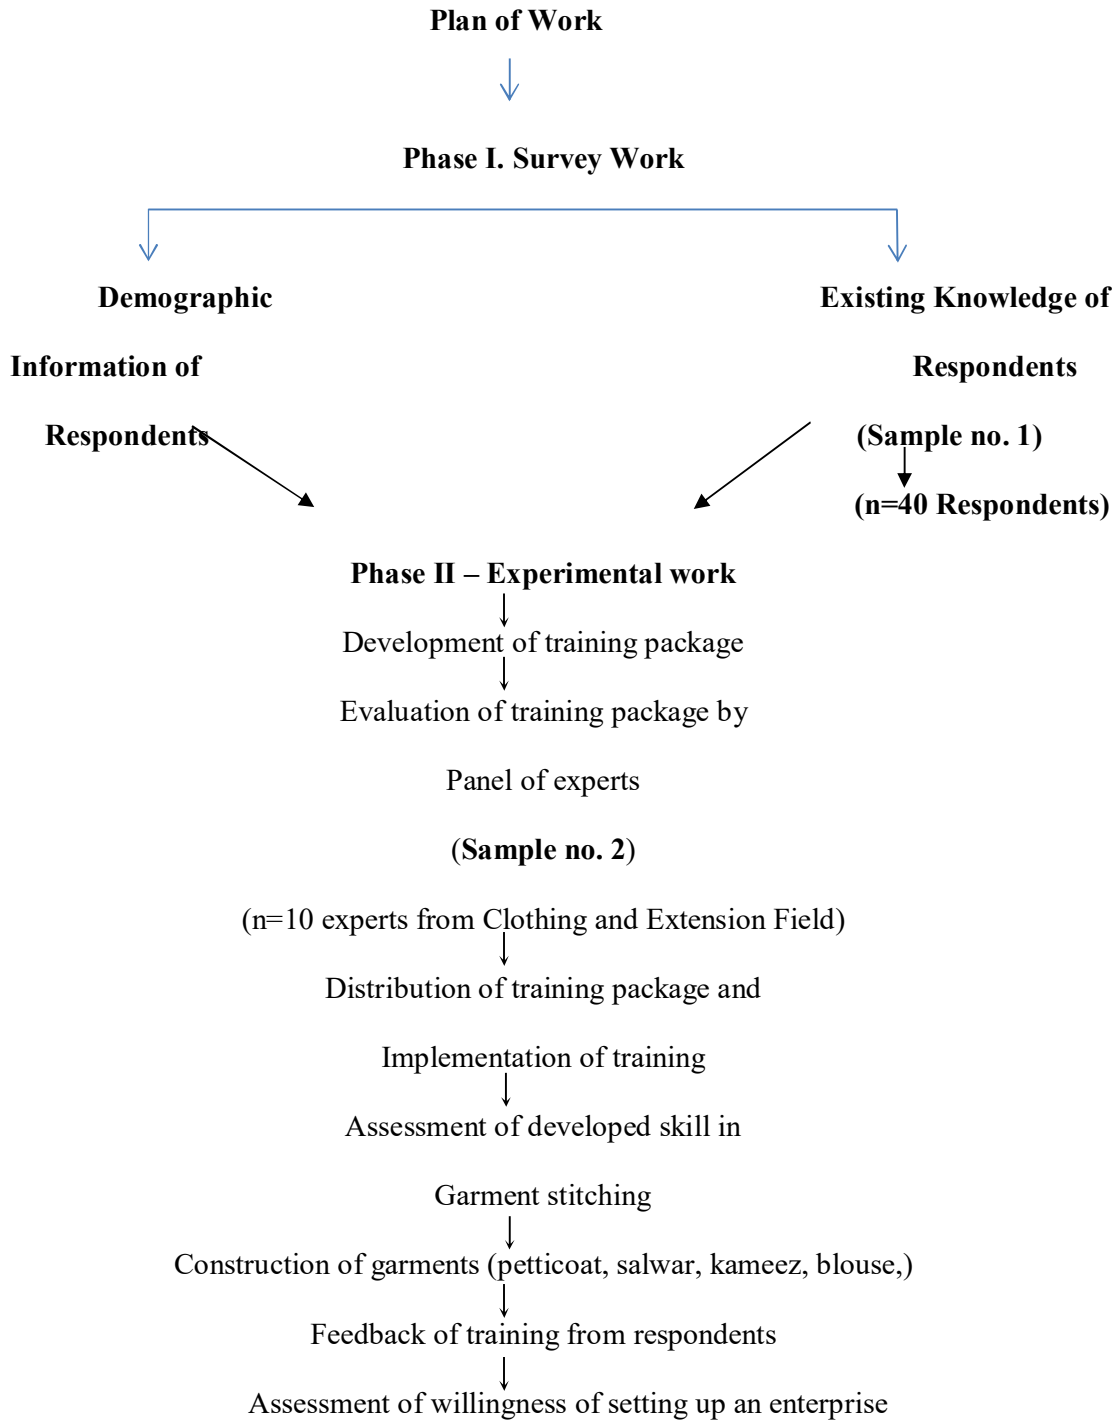 Plan of Work
Phase I. Survey Work
Demographic
Information of
Respondents
Existing Knowledge of
Respondents
(Sample no. 1)
(n=40 Respondents)
Phase II – Experimental work
Development of training package
Evaluation of training package by
Panel of experts
(Sample no. 2)
(n=10 experts from Clothing and Extension Field)
Distribution of training package and
Implementation of training
Assessment of developed skill in
Garment stitching
Construction of garments (petticoat, salwar, kameez, blouse,)
Feedback of training from respondents
Assessment of willingness of setting up an enterprise